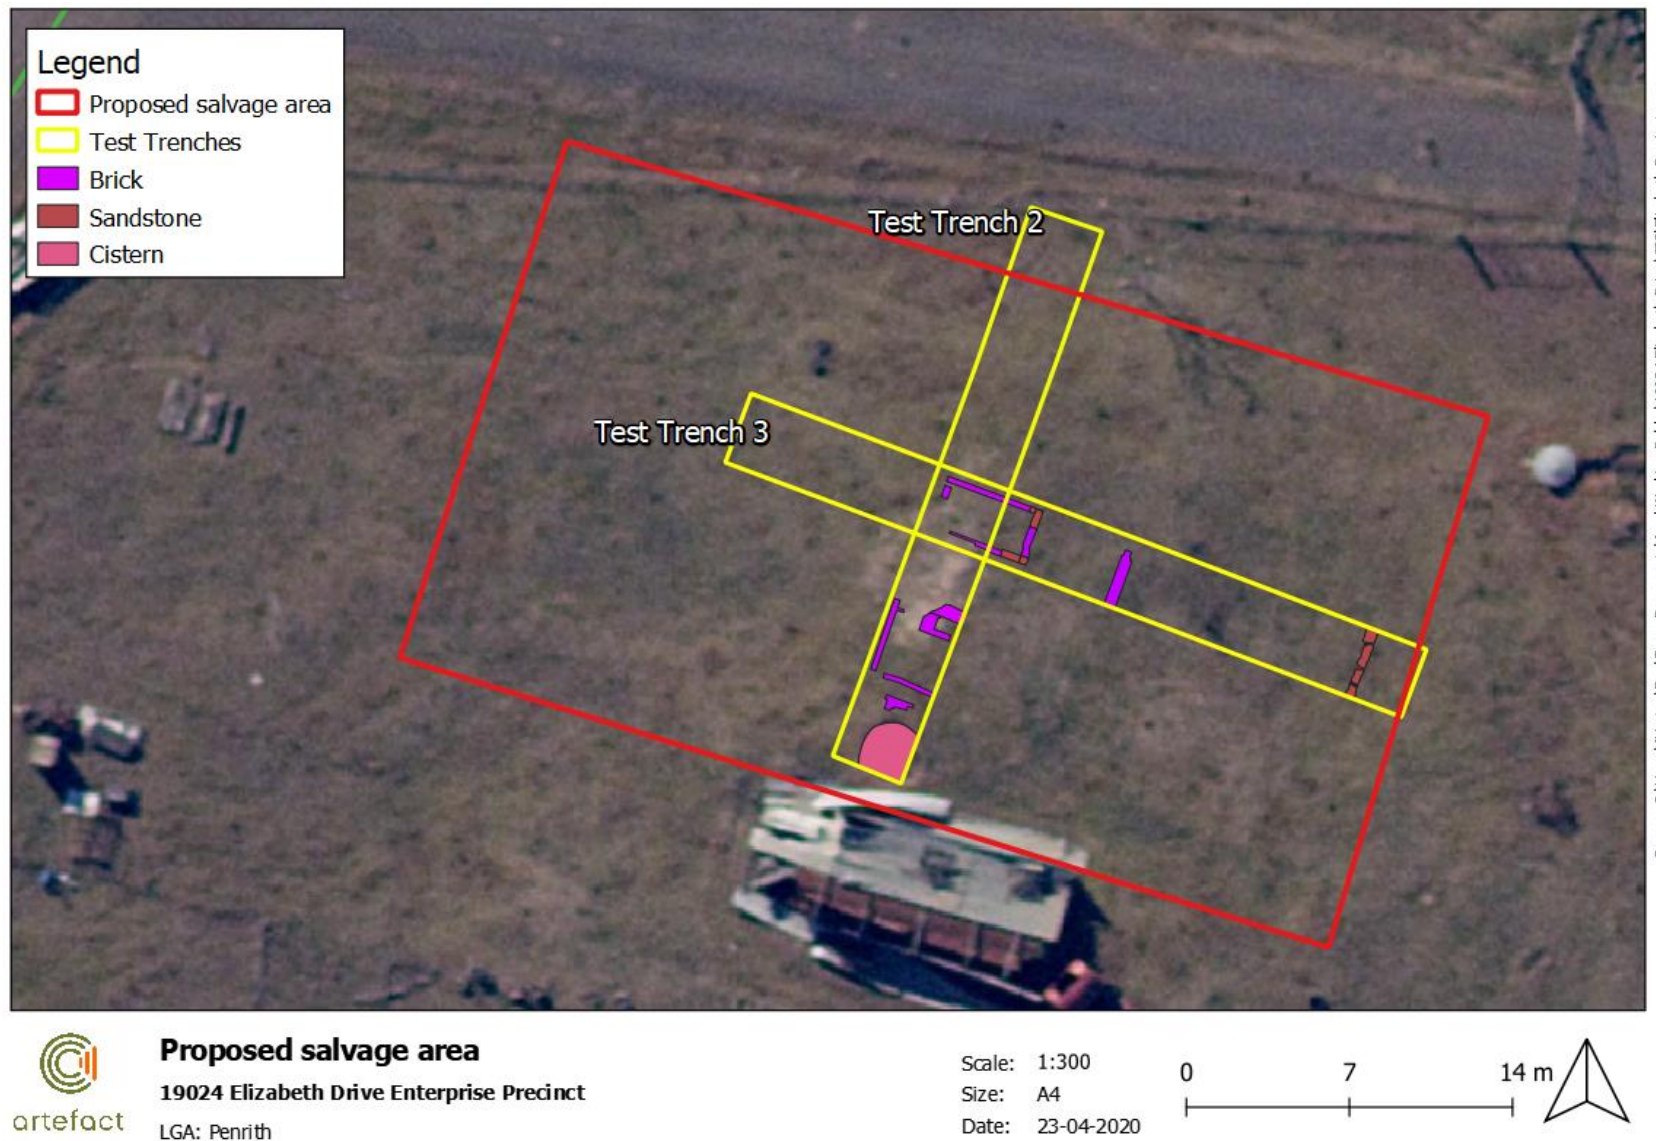 Legend
Proposed salvage area
Test Trenches
Brick
Sandstone
Cistern
Test Trench 2
Test Trench 3
artefact
Proposed salvage area
19024 Elizabeth Drive Enterprise Precinct
LGA: Penrith
Scale: 1:300
Size: A4
Date: 23-04-2020
0 7 14 m